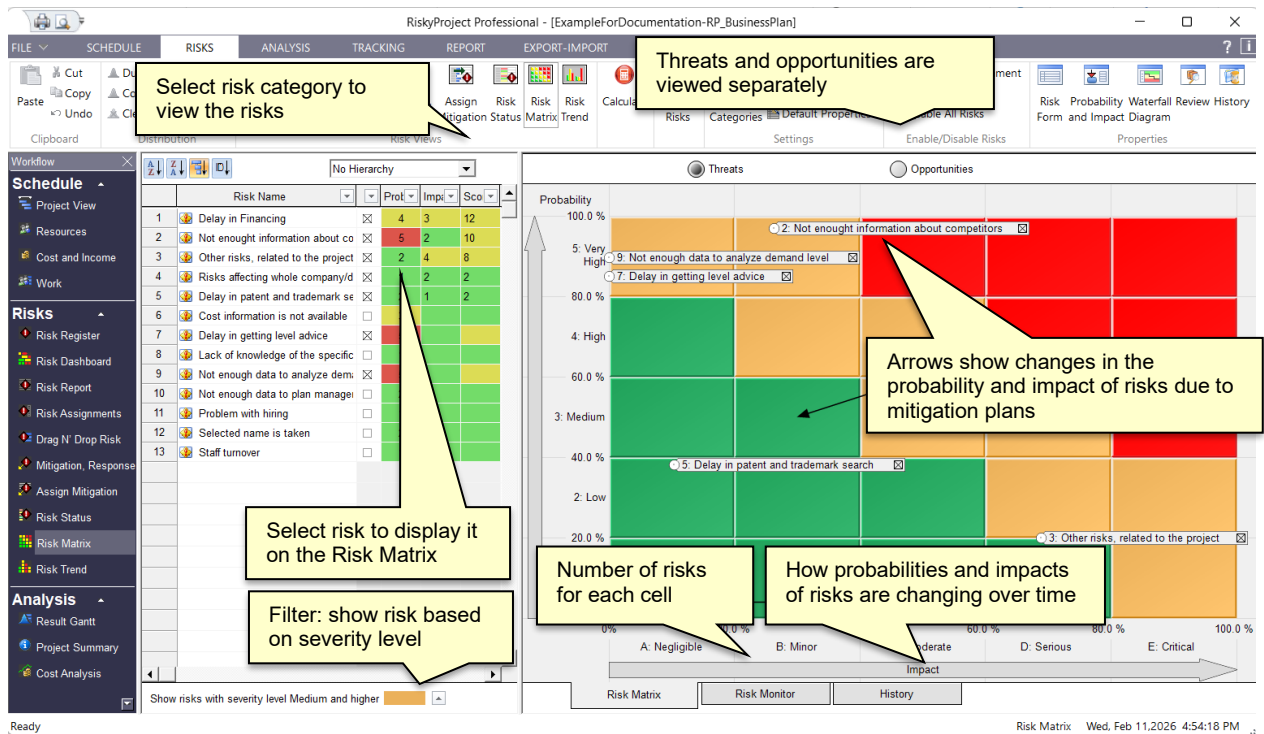 RiskyProject Professional - [ExampleForDocumentation-RP_BusinessPlan]
FILE SCHEDULE RISKS ANALYSIS TRACKING REPORT EXPORT-IMPORT
Select risk category to
view the risks
Threats and opportunities are
viewed separately
Paste
Cut
Copy
Undo
Clipboard
Distribution
Assign
Risk Status
Risk Matrix
Risk Trend
Risk Views
Risks
Categories
Default Properties
Settings
All Risks
Enable/Disable Risks
Risk Form
Probability and Impact
Waterfall Diagram
Review
History
Properties
Workflow
Schedule
Project View
Resources
Cost and Income
Work
Risks
Risk Register
Risk Dashboard
Risk Report
Risk Assignments
Drag N' Drop Risk
Mitigation, Response
Assign Mitigation
Risk Status
Risk Matrix
Risk Trend
Analysis
Result Gantt
Project Summary
Cost Analysis
No Hierarchy
Risk Name Prot Impa Sco
1 Delay in Financing 4 3 12
2 Not enought information about co 5 2 10
3 Other risks, related to the project 2 4 8
4 Risks affecting whole company/d 2 2
5 Delay in patent and trademark se 1 2
6 Cost information is not available
7 Delay in getting level advice
8 Lack of knowledge of the specific
9 Not enough data to analyze dem
10 Not enough data to plan manage
11 Problem with hiring
12 Selected name is taken
13 Staff turnover
Select risk to display it
on the Risk Matrix
Filter: show risk based
on severity level
Show risks with severity level Medium and higher
Threats Opportunities
Probability
100.0 %
2: Not enought information about competitors
5: Very High
9: Not enough data to analyze demand level
7: Delay in getting level advice
80.0 %
4: High
Arrows show changes in the
probability and impact of risks due to
mitigation plans
60.0 %
3: Medium
40.0 %
5: Delay in patent and trademark search
2: Low
20.0 %
3: Other risks, related to the project
Number of risks
for each cell
How probabilities and impacts
of risks are changing over time
0% 60.0 % 80.0 % 100.0 %
A: Negligible B: Minor D: Serious E: Critical
Impact
Risk Matrix Risk Monitor History
Ready
Risk Matrix Wed, Feb 11,2026 4:54:18 PM